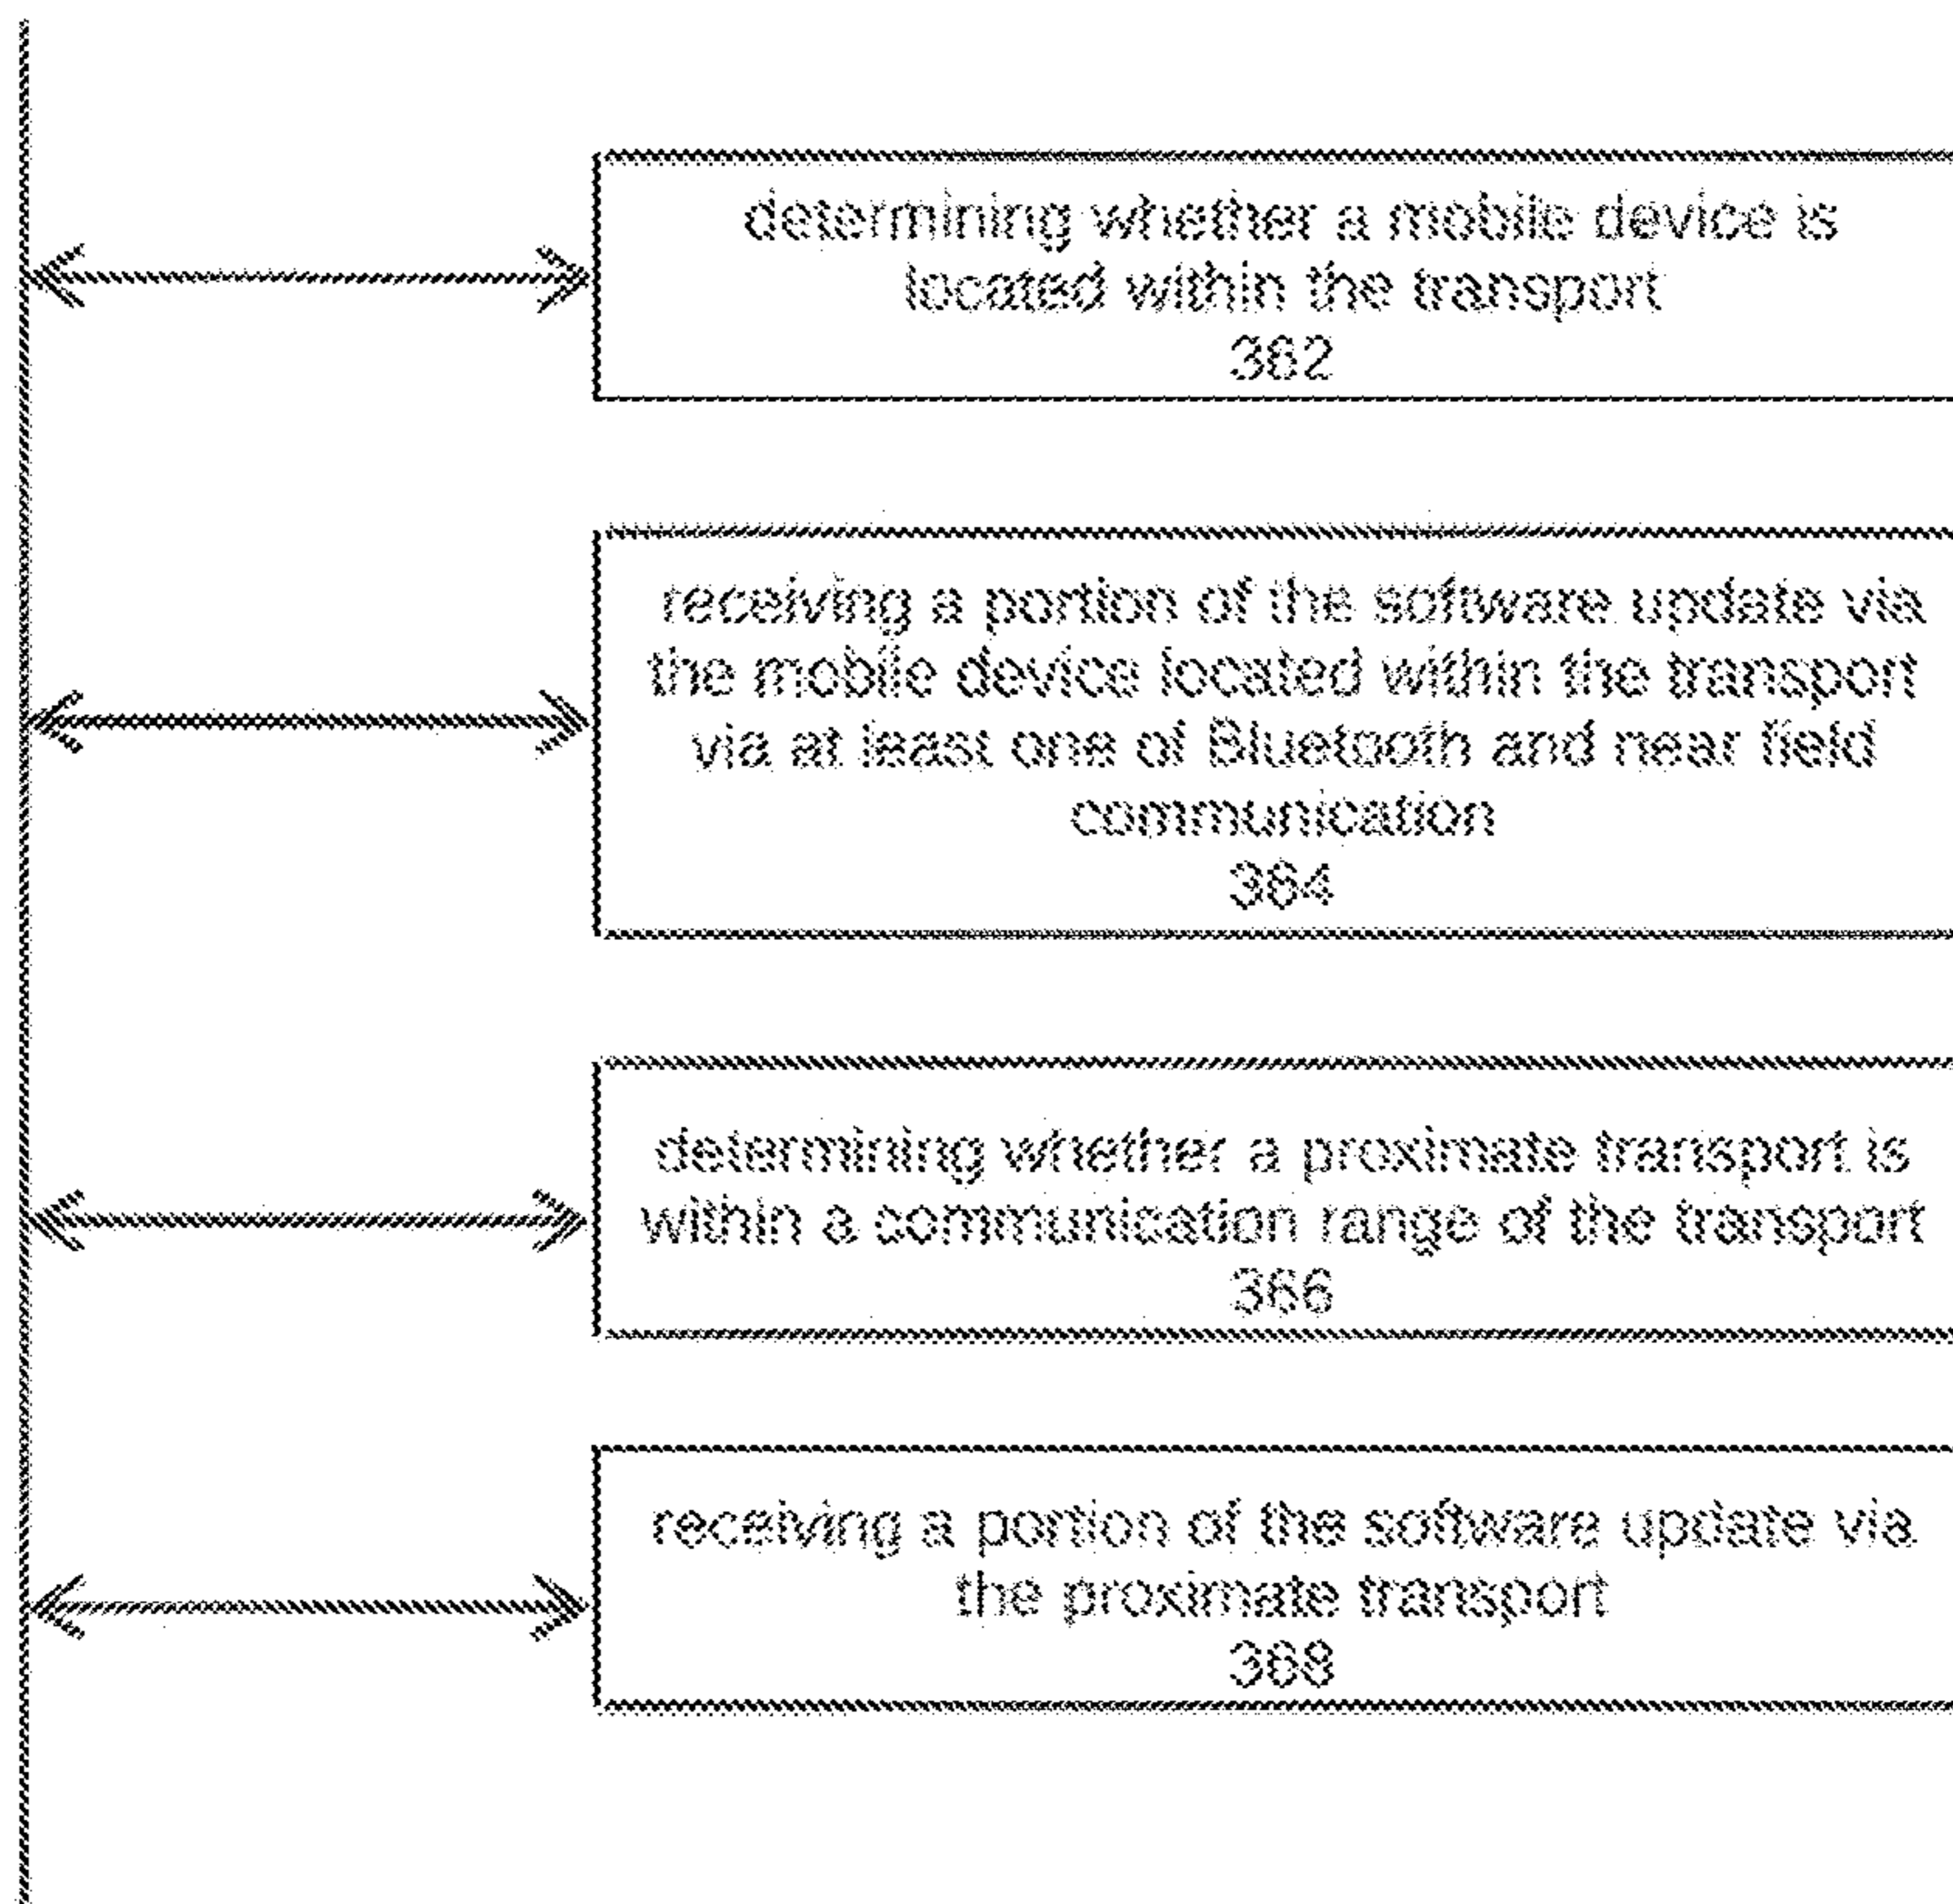 determining whether a mobile device is
located within the transport
362
receiving a portion of the software update via
the mobile device located within the transport
via at least one of Bluetooth and near field
communication
364
determining whether a proximate transport is
within a communication range of the transport
366
receiving a portion of the software update via
the proximate transport
368